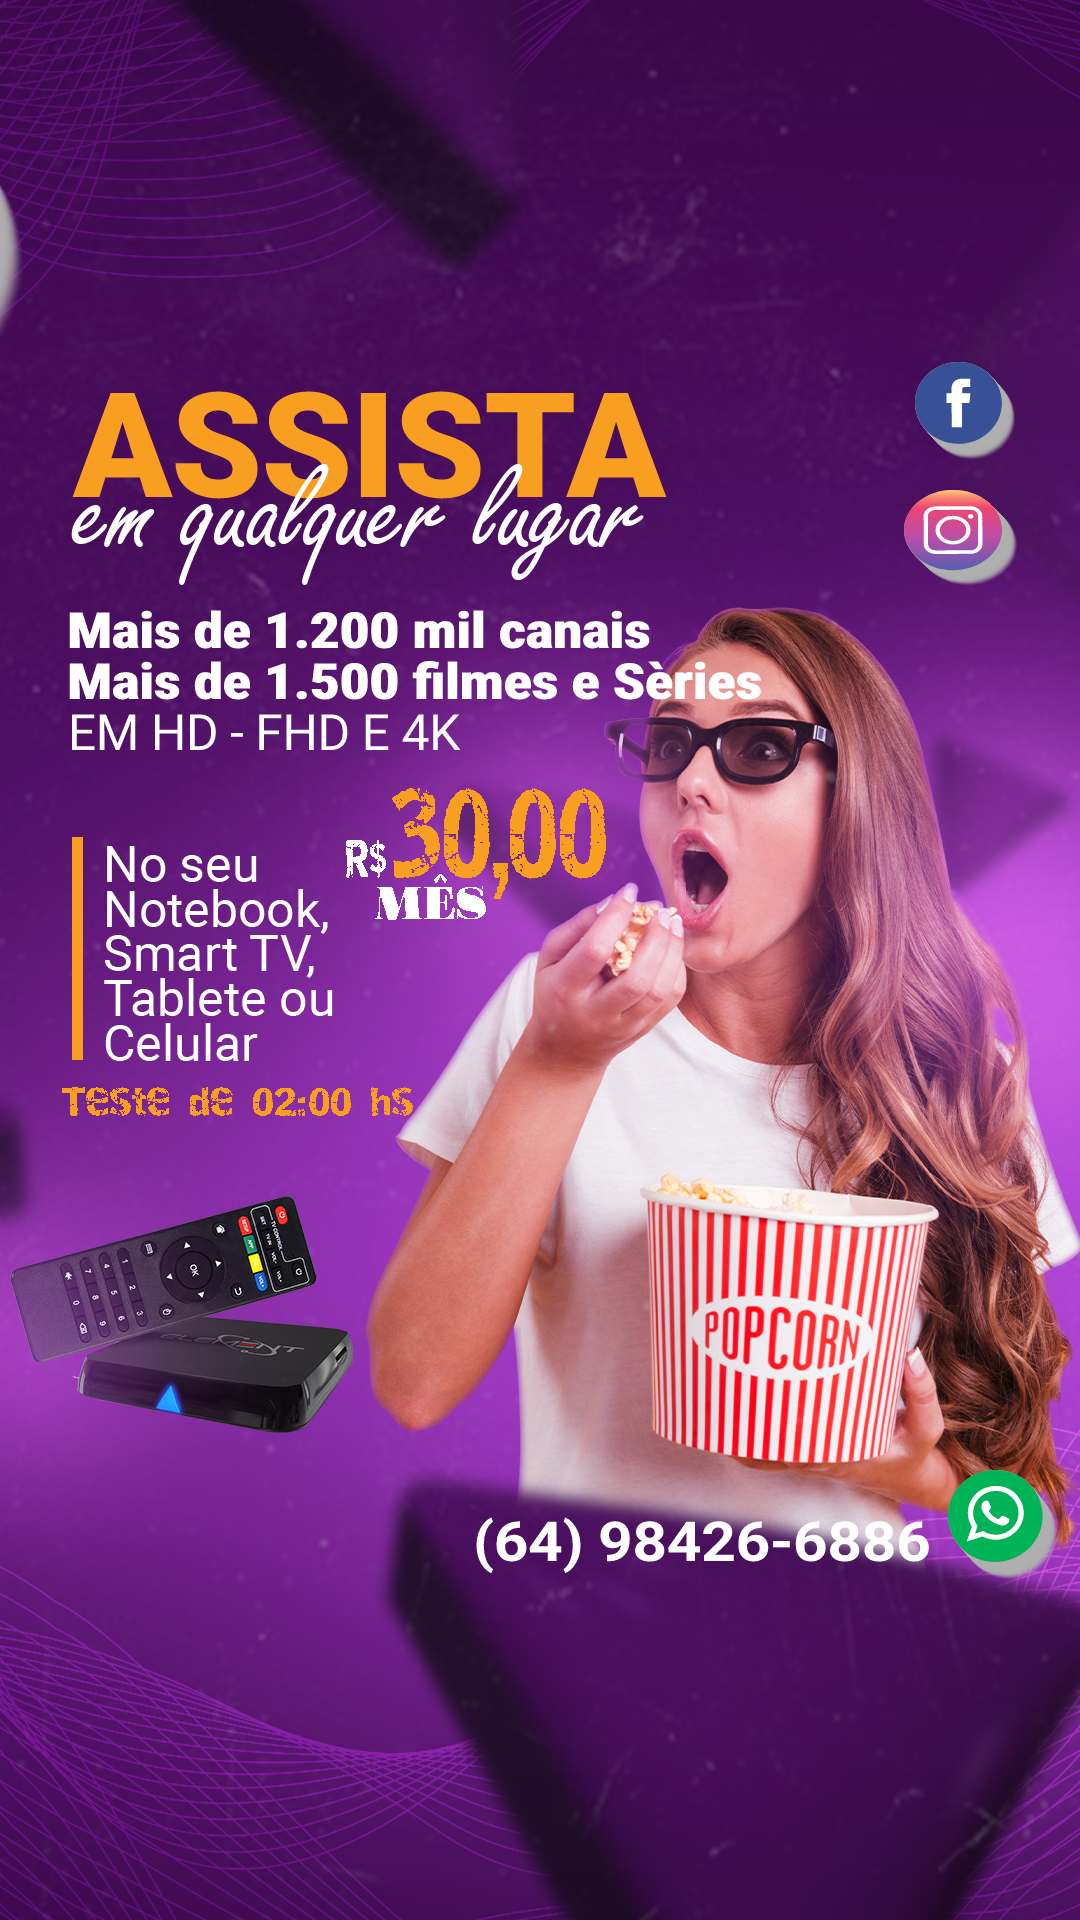 ASSISTA
em qualquer lugar
Mais de 1.200 mil canais
Mais de 1.500 filmes e Sèries
EM HD - FHD E 4K
R$ 30,00
MÊS
No seu
Notebook,
Smart TV,
Tablete ou
Celular
Teste de 02:00 hS
ELEMENT
OK
POPCORN
(64) 98426-6886